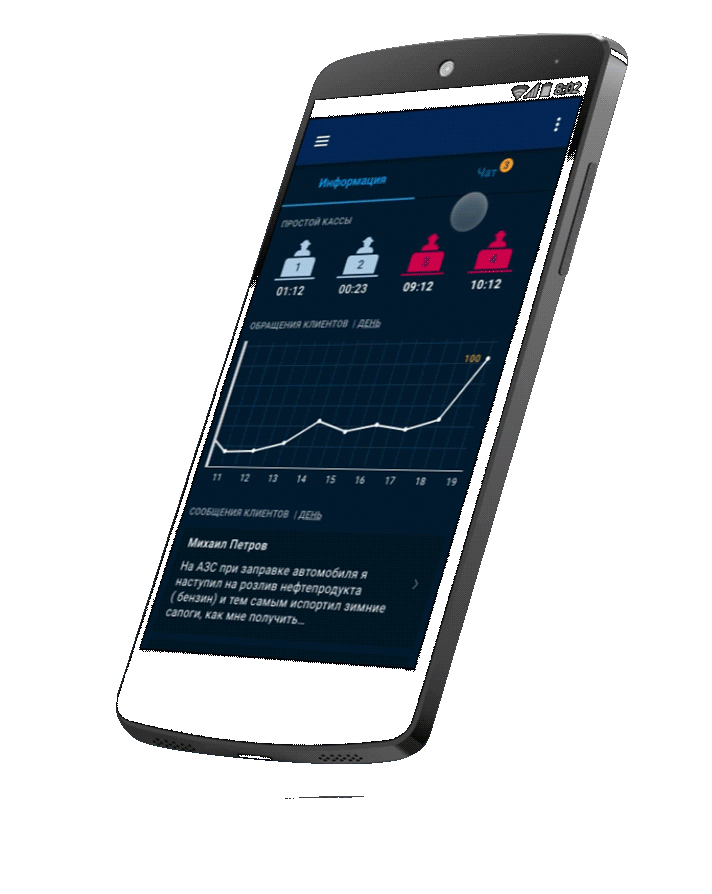 8:02
Информация
Чат 3
ПРОСТОЙ КАССЫ
1 2 3 4
01:12 00:23 09:12 10:12
ОБРАЩЕНИЯ КЛИЕНТОВ | ДЕНЬ
100
11 12 13 14 15 16 17 18 19
СООБЩЕНИЯ КЛИЕНТОВ | ДЕНЬ
Михаил Петров
На АЗС при заправке автомобиля я
наступил на розлив нефтепродукта
( бензин) и тем самым испортил зимние
сапоги, как мне получить...